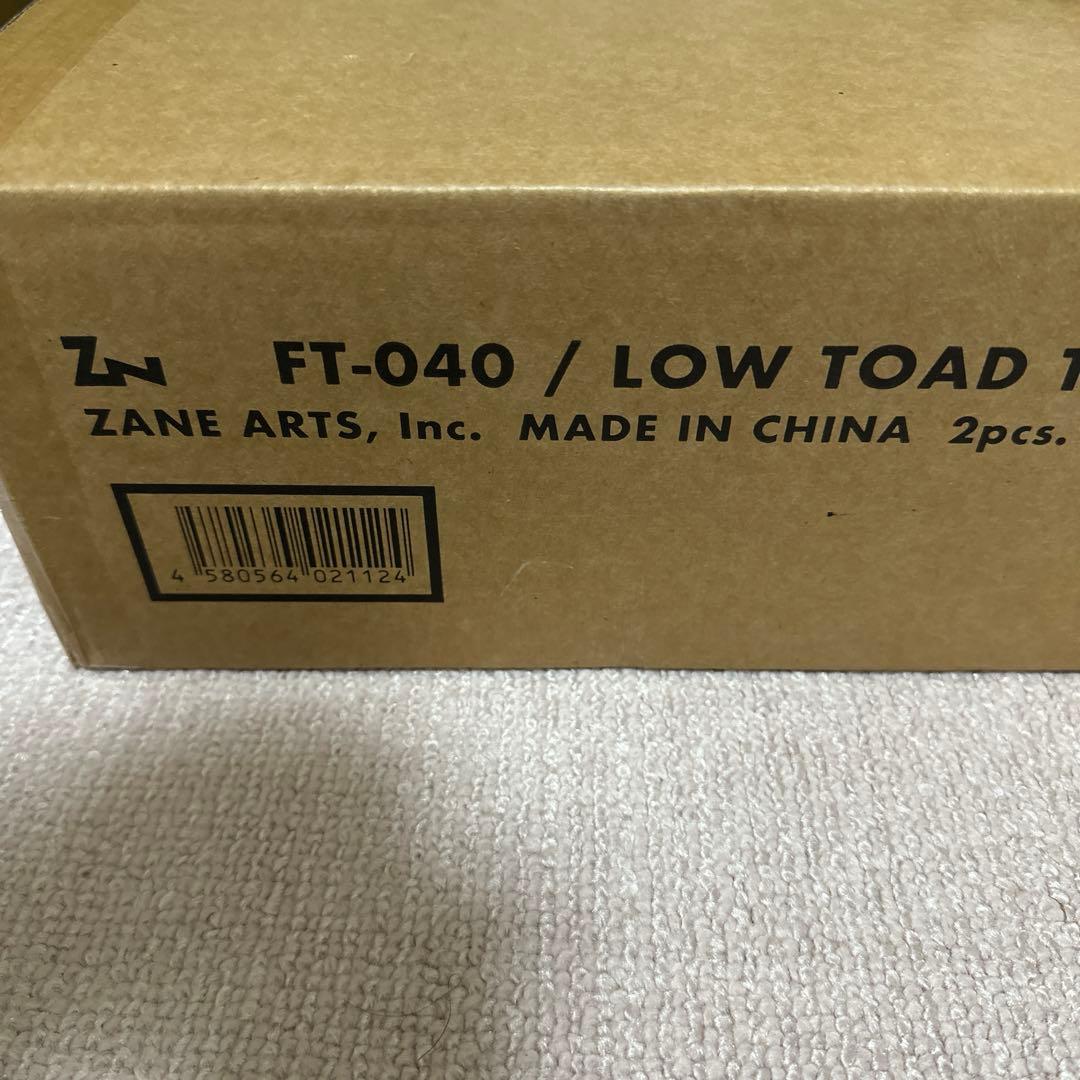 ZN FT-040 / LOW TOAD T
ZANE ARTS, Inc. MADE IN CHINA 2pcs.
4 580564 021124